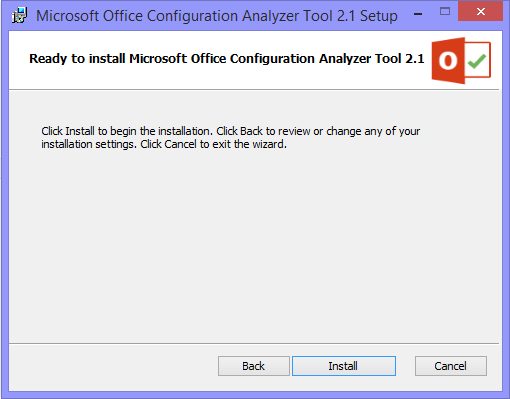 Microsoft Office Configuration Analyzer Tool 2.1 Setup
Ready to install Microsoft Office Configuration Analyzer Tool 2.1
Click Install to begin the installation. Click Back to review or change any of your
installation settings. Click Cancel to exit the wizard.
Back Install Cancel